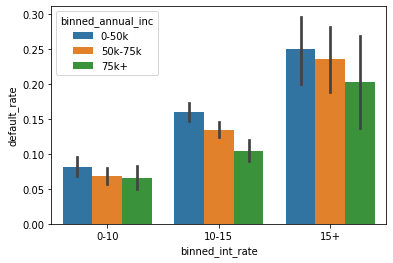 binned_annual_inc
0-50k
50k-75k
75k+
default_rate
0.30
0.25
0.20
0.15
0.10
0.05
0.00
0-10
10-15
15+
binned_int_rate